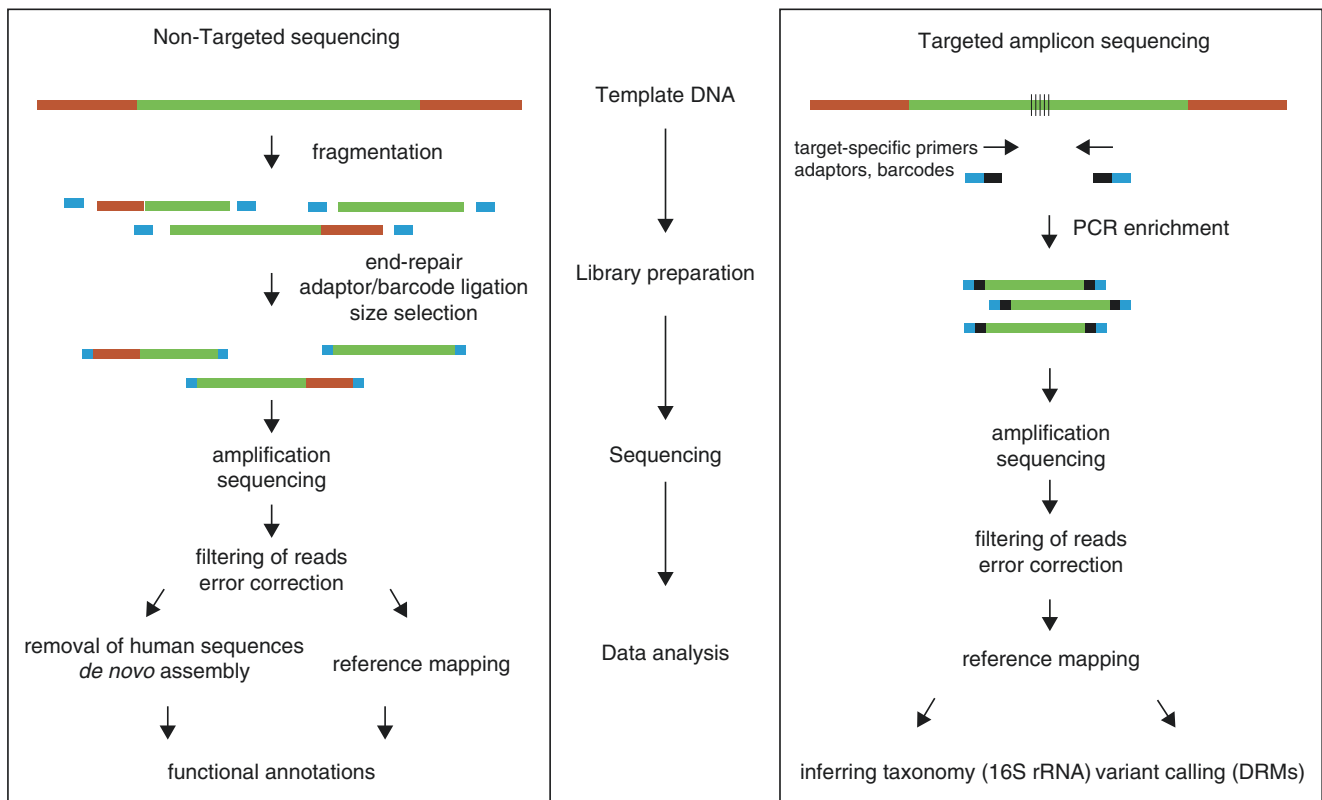 Non-Targeted sequencing
fragmentation
end-repair
adaptor/barcode ligation
size selection
amplification
sequencing
filtering of reads
error correction
removal of human sequences
de novo assembly
reference mapping
functional annotations
Template DNA
Library preparation
Sequencing
Data analysis
Targeted amplicon sequencing
target-specific primers
adaptors, barcodes
PCR enrichment
amplification
sequencing
filtering of reads
error correction
reference mapping
inferring taxonomy (16S rRNA) variant calling (DRMs)